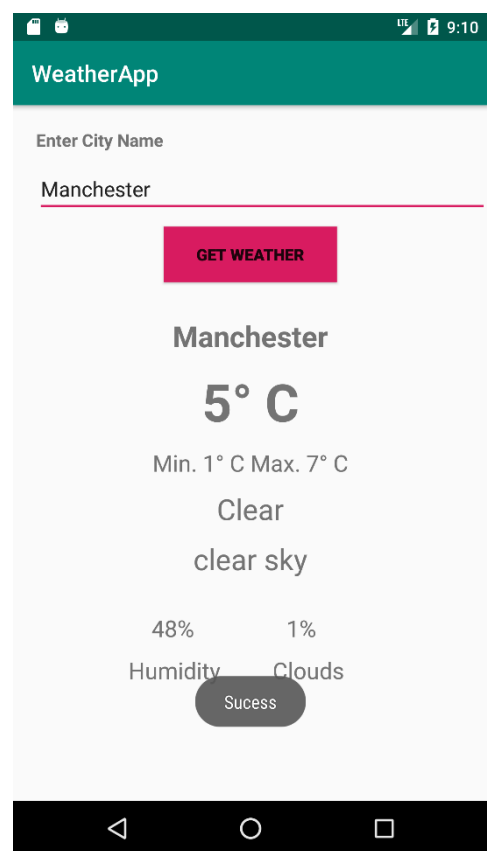 LTE 9:10
WeatherApp
Enter City Name
Manchester
GET WEATHER
Manchester
5° C
Min. 1° C Max. 7° C
Clear
clear sky
48% 1%
Humidity Clouds
Sucess